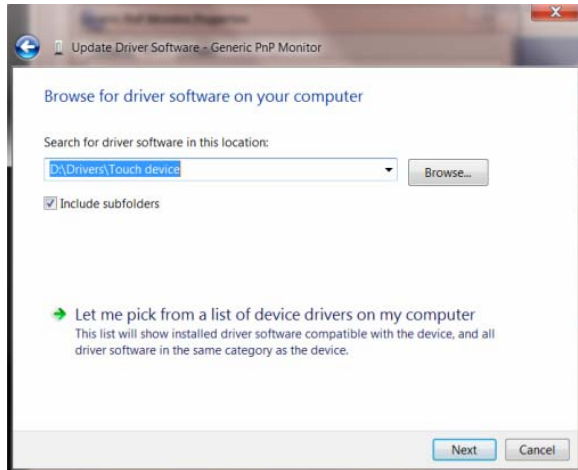 Update Driver Software - Generic PnP Monitor
Browse for driver software on your computer
Search for driver software in this location:
D:\Drivers\Touch device
Browse...
Include subfolders
Let me pick from a list of device drivers on my computer
This list will show installed driver software compatible with the device, and all
driver software in the same category as the device.
Next
Cancel